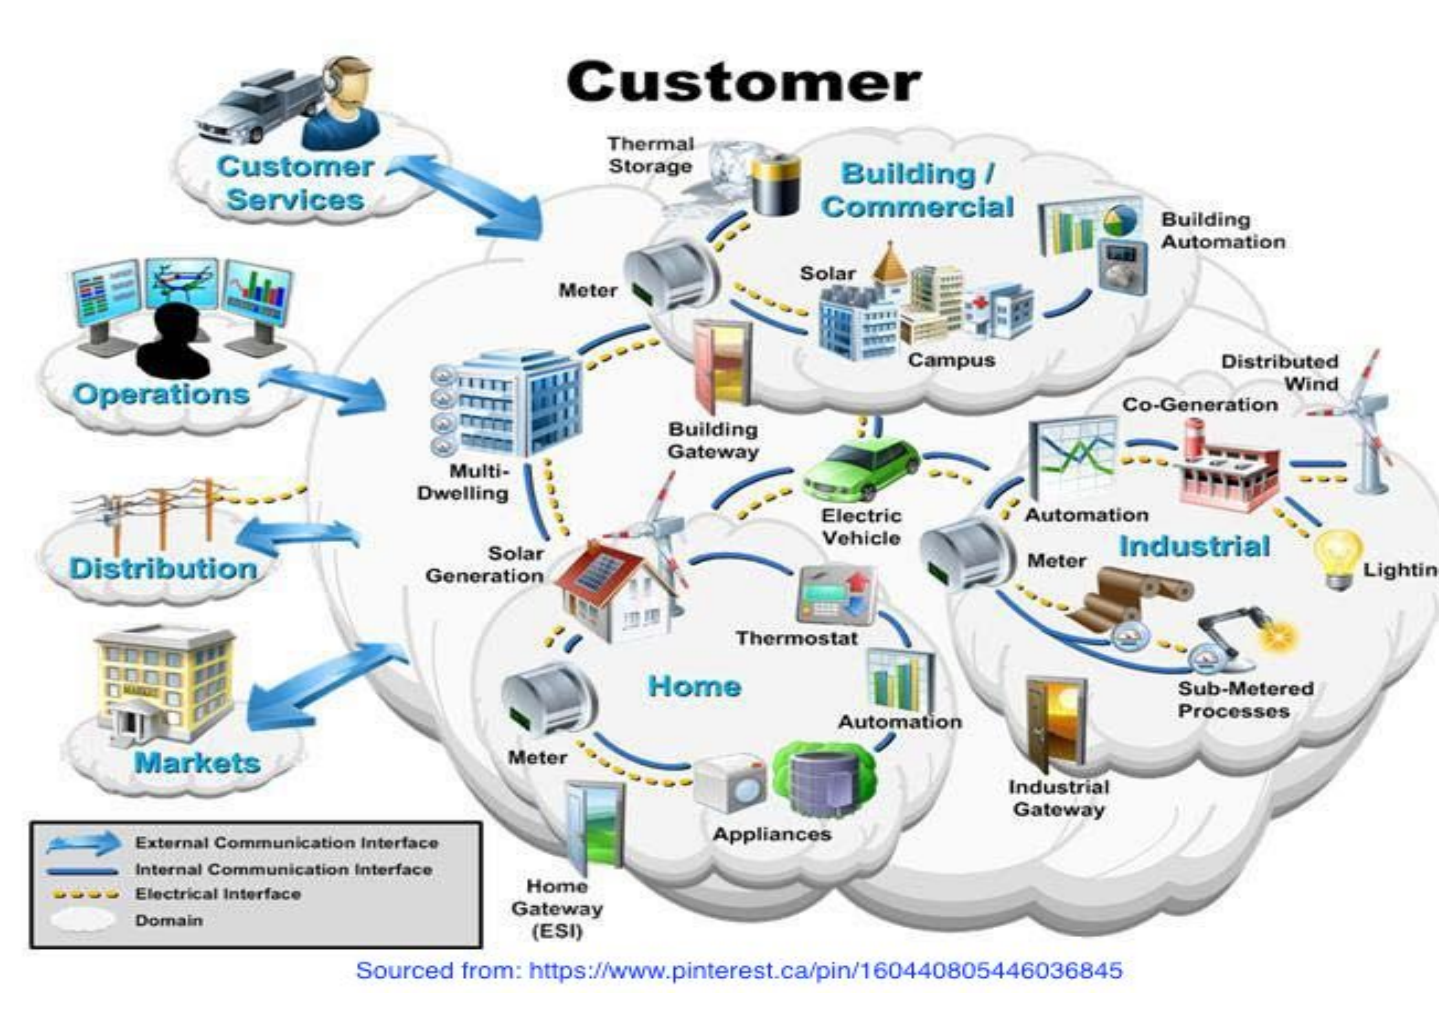 Customer
Customer
Services
Thermal
Storage
Building /
Commercial
Building
Automation
Meter
Solar
Campus
Operations
Distributed
Wind
Co-Generation
Building
Gateway
Multi-
Dwelling
Electric
Vehicle
Automation
Industrial
Meter
Lightin
Distribution
Solar
Generation
Thermostat
Home
Sub-Metered
Processes
Automation
MARKET
Markets
Meter
Industrial
Gateway
Appliances
Home
Gateway
(ESI)
External Communication Interface
Internal Communication Interface
Electrical Interface
Domain
Sourced from: https://www.pinterest.ca/pin/160440805446036845